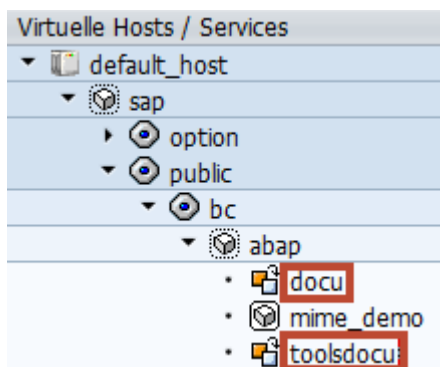 Virtuelle Hosts / Services
default_host
sap
option
public
bc
abap
docu
mime_demo
toolsdocu